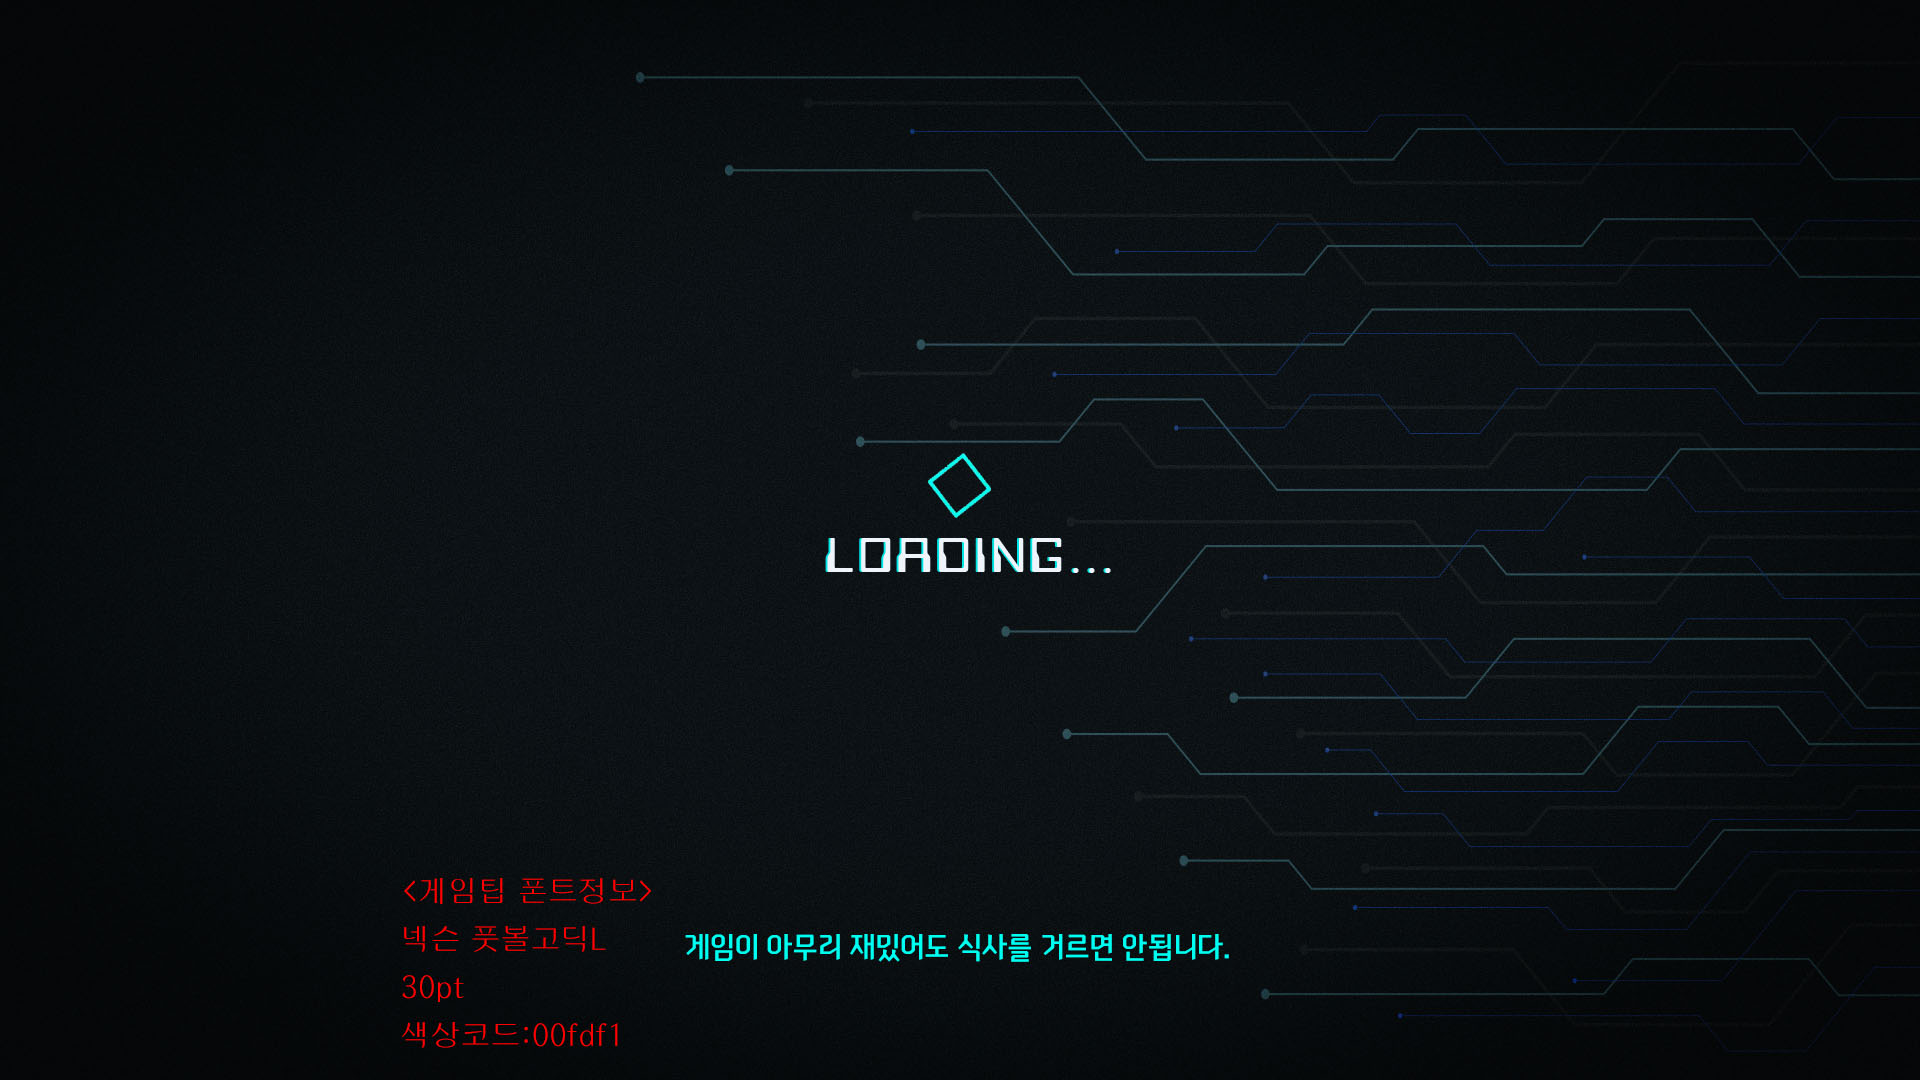 LOADING...
<게임팁 폰트정보>
넥슨 풋볼고딕L
30pt
색상코드:00fdf1
게임이 아무리 재밌어도 식사를 거르면 안됩니다.